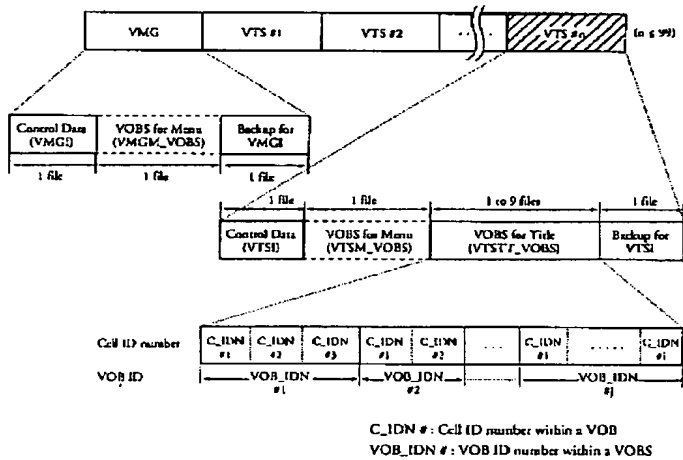 VMG VTS #1 VTS #2 ..... VTS #n (n ≤ 99)
Control Data (VMGI) VOBS for Menu (VMGM_VOBS) Backup for VMGI
1 file 1 file 1 file
1 file 1 file 1 to 9 files 1 file
Control Data (VTSI) VOBS for Menu (VTSM_VOBS) VOBS for Title (VTSTT_VOBS) Backup for VTSI
Cell ID number C_IDN #1 C_IDN #2 C_IDN #3 C_IDN #1 C_IDN #2 ..... C_IDN #1 ..... C_IDN #i
VOB ID VOB_IDN #1 VOB_IDN #2 VOB_IDN #j
C_IDN # : Cell ID number within a VOB
VOB_IDN # : VOB ID number within a VOBS